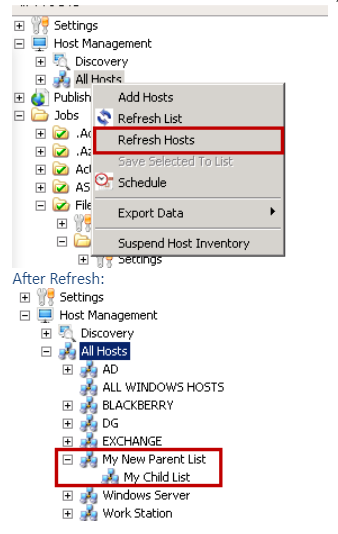 Settings
Host Management
Discovery
All Hosts
Publish
Add Hosts
Jobs
Refresh List
Refresh Hosts
Save Selected To List
Schedule
AS
File
Export Data
Suspend Host Inventory
Settings
After Refresh:
Settings
Host Management
Discovery
All Hosts
AD
ALL WINDOWS HOSTS
BLACKBERRY
DG
EXCHANGE
My New Parent List
My Child List
Windows Server
Work Station